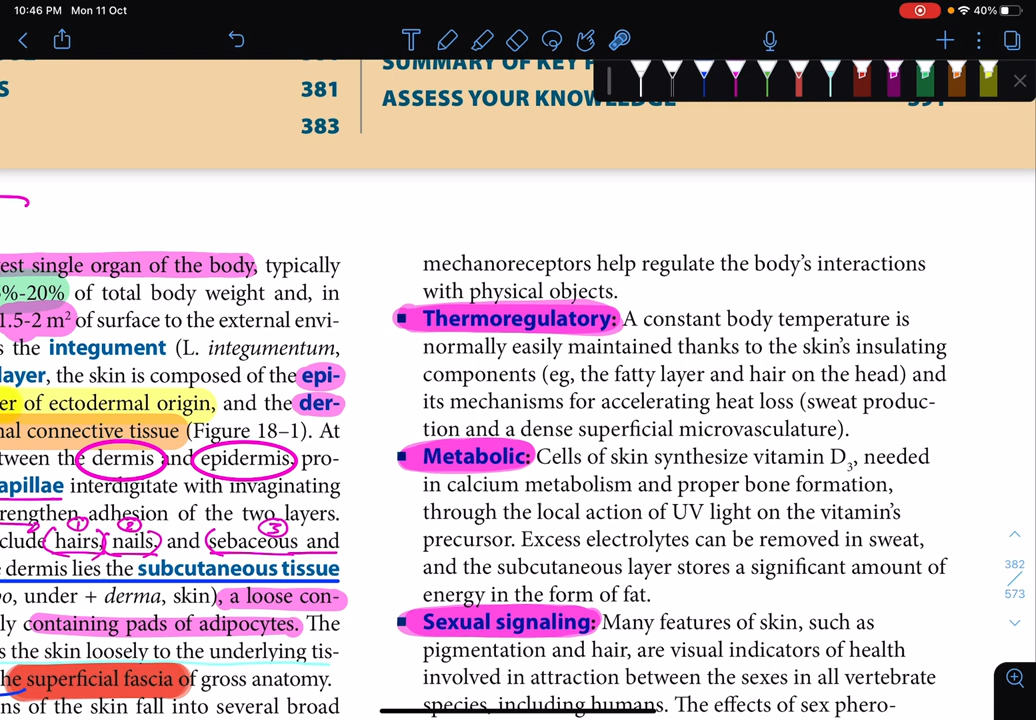 10:46 PM Mon 11 Oct
40%
S
381
383
SUMMARY OF KEY P
ASSESS YOUR KNOWLEDGE
est single organ of the body, typically
%-20% of total body weight and, in
1.5-2 m² of surface to the external envi-
s the integument (L. integumentum,
layer, the skin is composed of the epi-
er of ectodermal origin, and the der-
nal connective tissue (Figure 18–1). At
tween the dermis and epidermis, pro-
apillae interdigitate with invaginating
rengthen adhesion of the two layers.
1 2 3
clude hairs, nails, and sebaceous and
e dermis lies the subcutaneous tissue
po, under + derma, skin), a loose con-
ly containing pads of adipocytes. The
s the skin loosely to the underlying tis-
he superficial fascia of gross anatomy.
ns of the skin fall into several broad
mechanoreceptors help regulate the body's interactions
with physical objects.
■ Thermoregulatory: A constant body temperature is
normally easily maintained thanks to the skin's insulating
components (eg, the fatty layer and hair on the head) and
its mechanisms for accelerating heat loss (sweat produc-
tion and a dense superficial microvasculature).
■ Metabolic: Cells of skin synthesize vitamin D₃, needed
in calcium metabolism and proper bone formation,
through the local action of UV light on the vitamin's
precursor. Excess electrolytes can be removed in sweat,
and the subcutaneous layer stores a significant amount of
energy in the form of fat.
■ Sexual signaling: Many features of skin, such as
pigmentation and hair, are visual indicators of health
involved in attraction between the sexes in all vertebrate
species, including humans. The effects of sex phero-
382
573